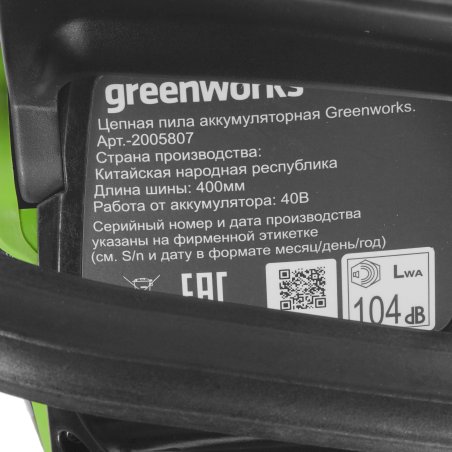 greenworks
Цепная пила аккумуляторная Greenworks.
Арт.-2005807
Страна производства:
Китайская народная республика
Длина шины: 400мм
Работа от аккумулятора: 40В
Серийный номер и дата производства
указаны на фирменной этикетке
(см. S/n и дату в формате месяц/день/год)
EAC
LWA
104 dB